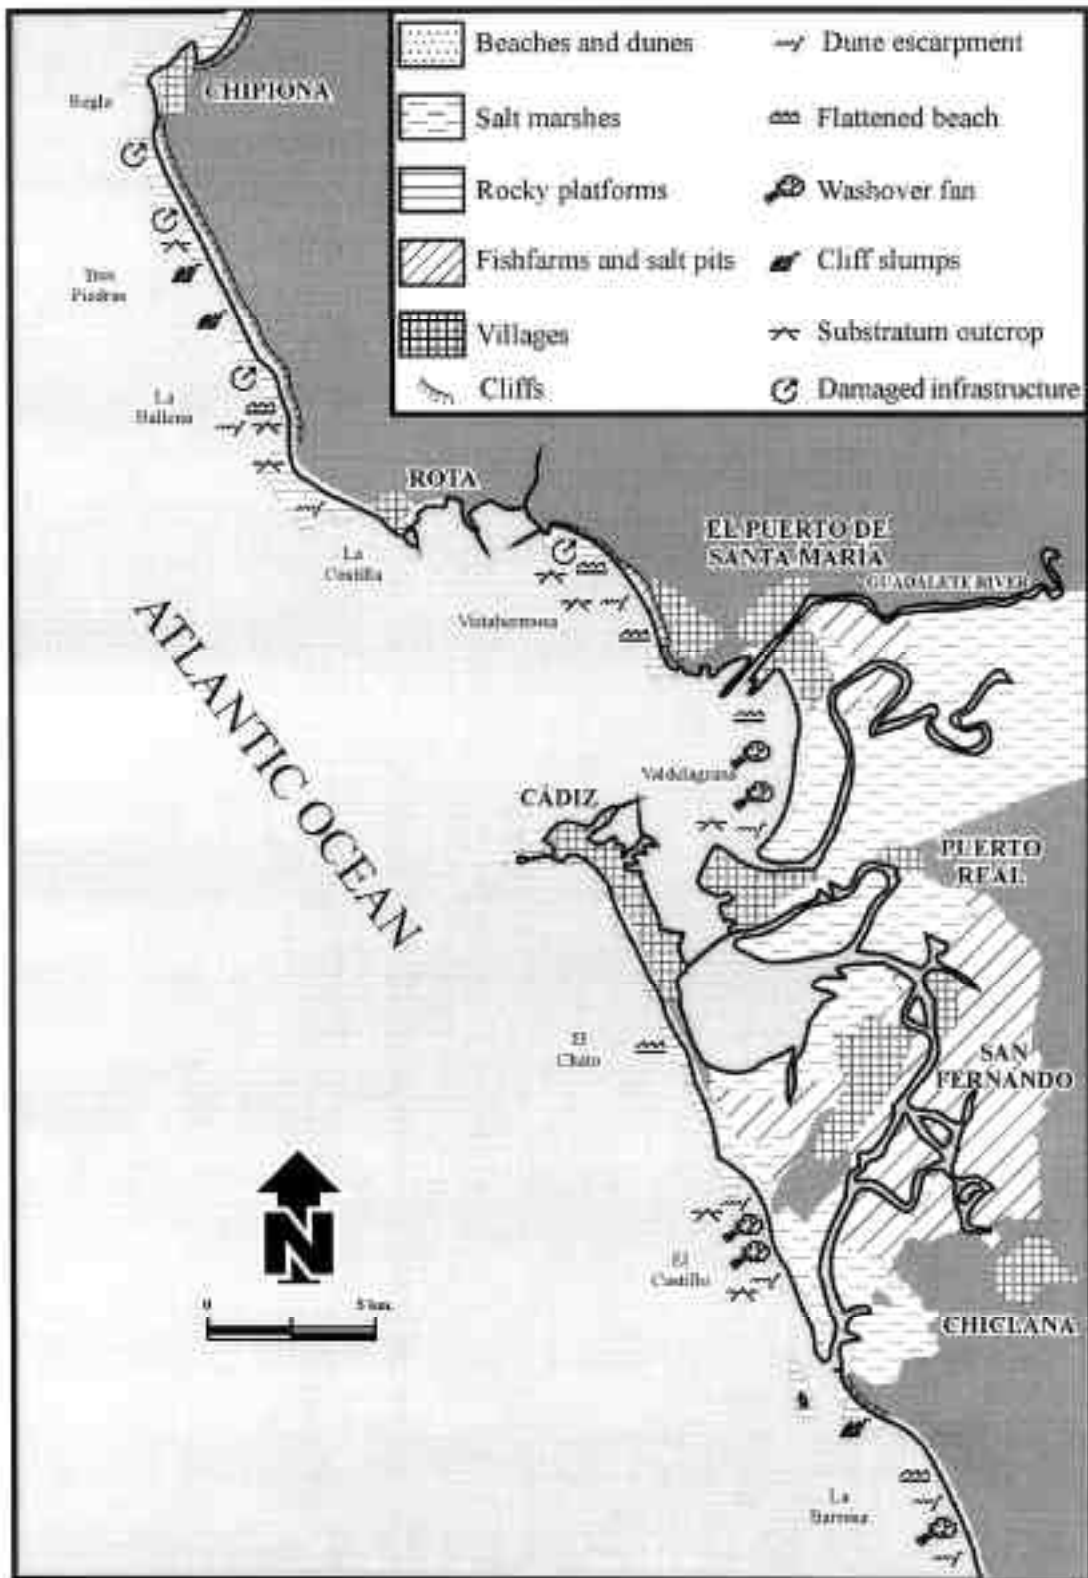 Beaches and dunes
Salt marshes
Rocky platforms
Fishfarms and salt pits
Villages
Cliffs
Dune escarpment
Flattened beach
Washover fan
Cliff slumps
Substratum outcrop
Damaged infrastructure
Regla
CHIPIONA
Tres
Piedras
La
Ballena
ROTA
La
Costilla
EL PUERTO DE
SANTA MARÍA
GUADALETE RIVER
Vistahermosa
ATLANTIC OCEAN
Valdelagrana
CÁDIZ
PUERTO
REAL
El
Chato
SAN
FERNANDO
N
0 5 km.
El
Castillo
CHICLANA
La
Barrosa